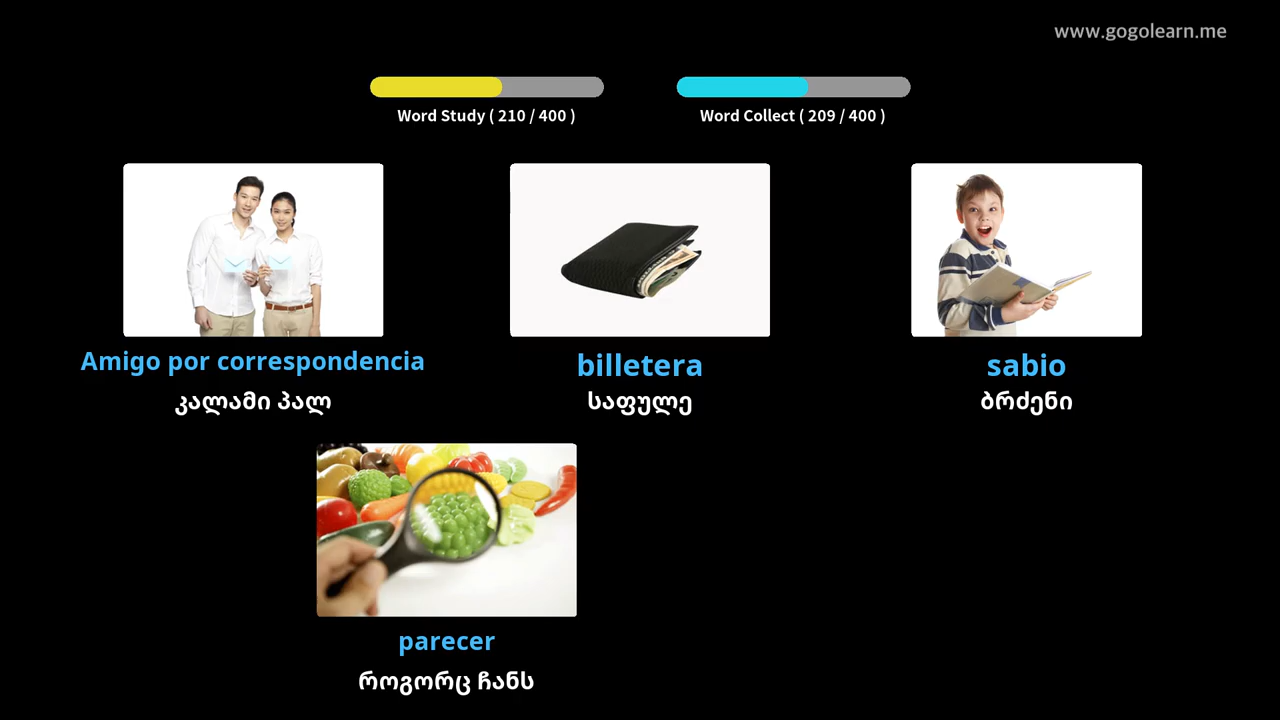 www.gogolearn.me
Word Study ( 210 / 400 )
Word Collect ( 209 / 400 )
Amigo por correspondencia
კალამი პალ
billetera
საფულე
sabio
ბრძენი
parecer
როგორც ჩანს